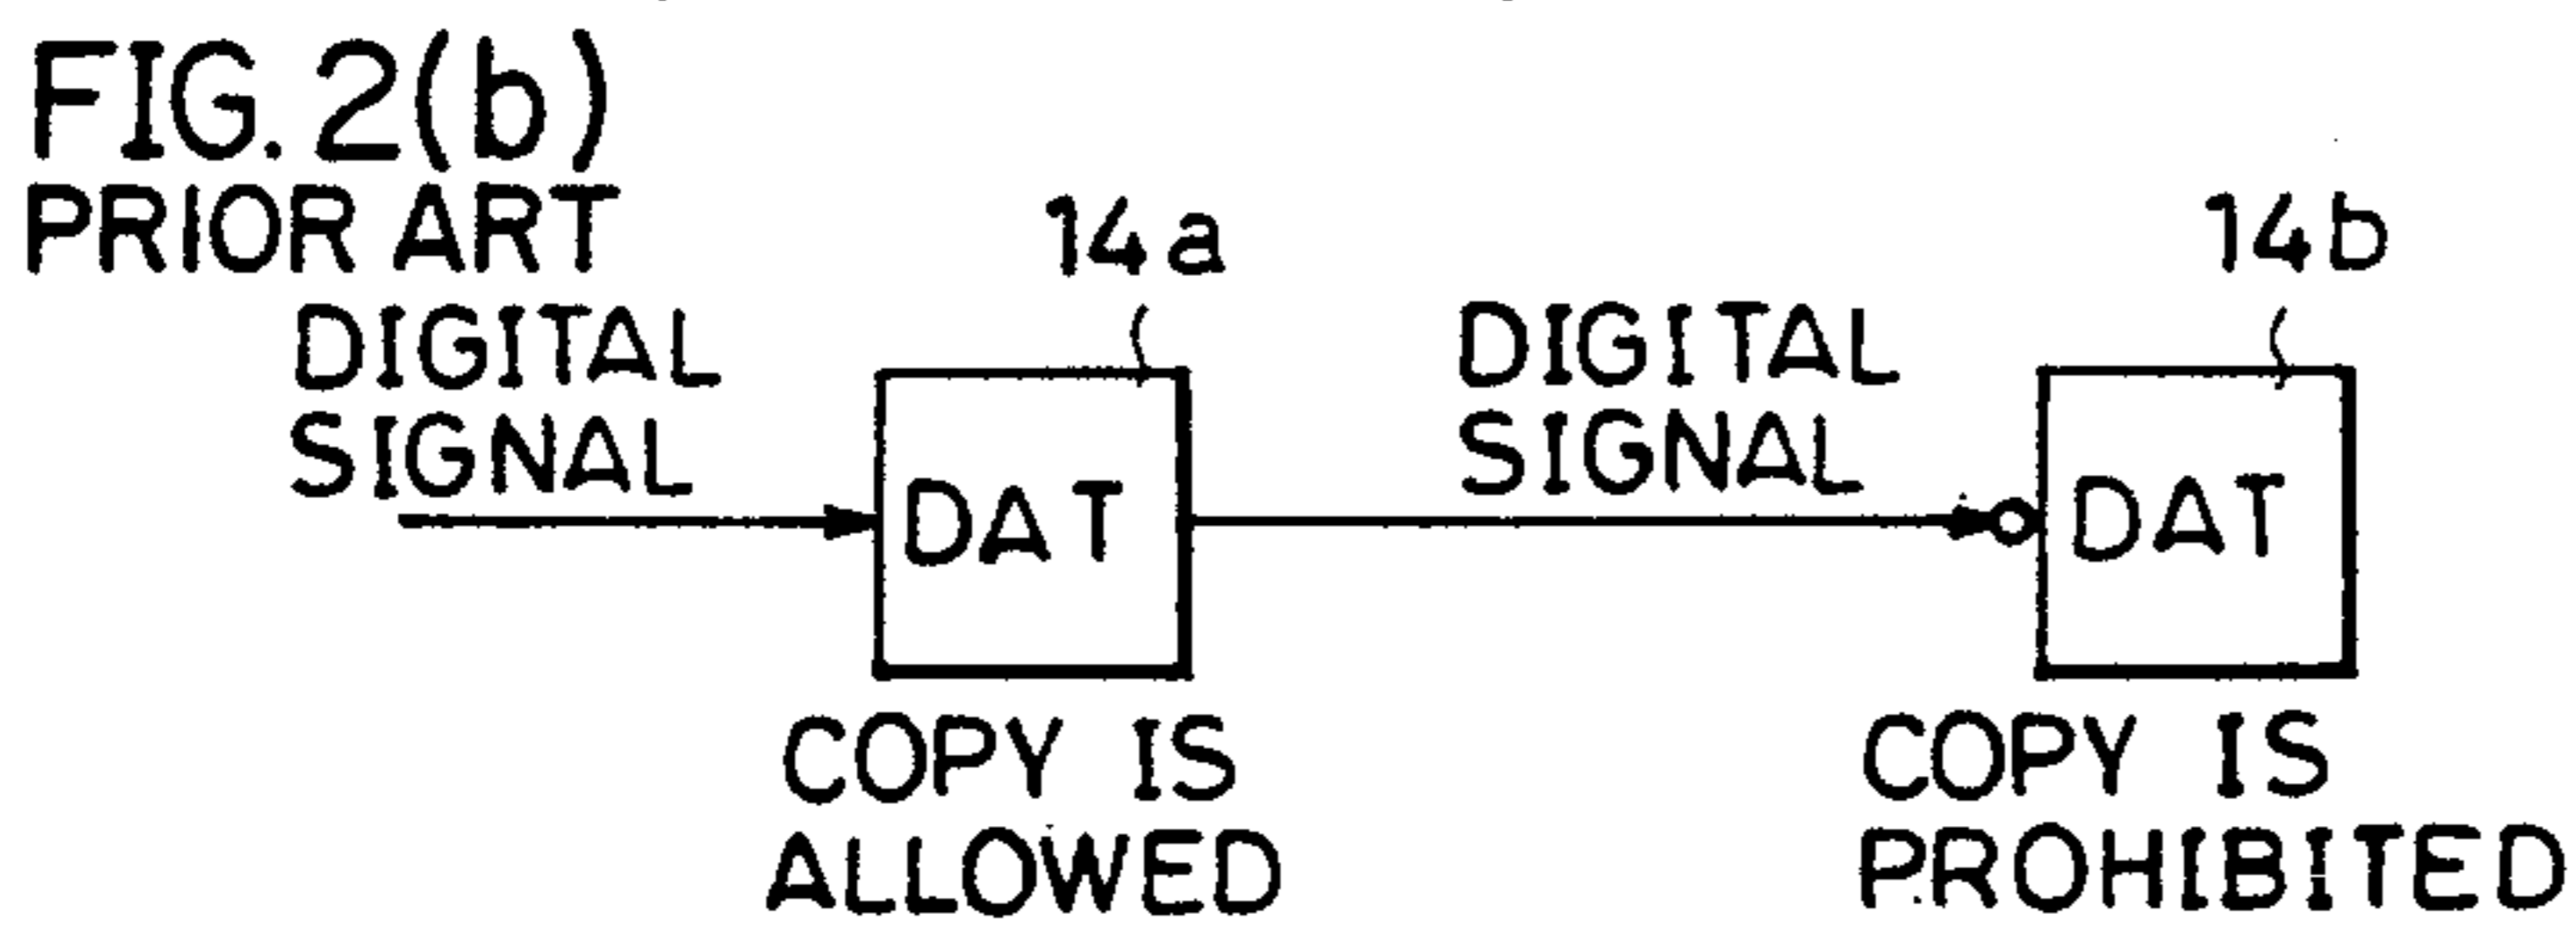 FIG. 2(b)
PRIOR ART
14a
14b
DIGITAL
SIGNAL
DIGITAL
SIGNAL
DAT
DAT
COPY IS
ALLOWED
COPY IS
PROHIBITED